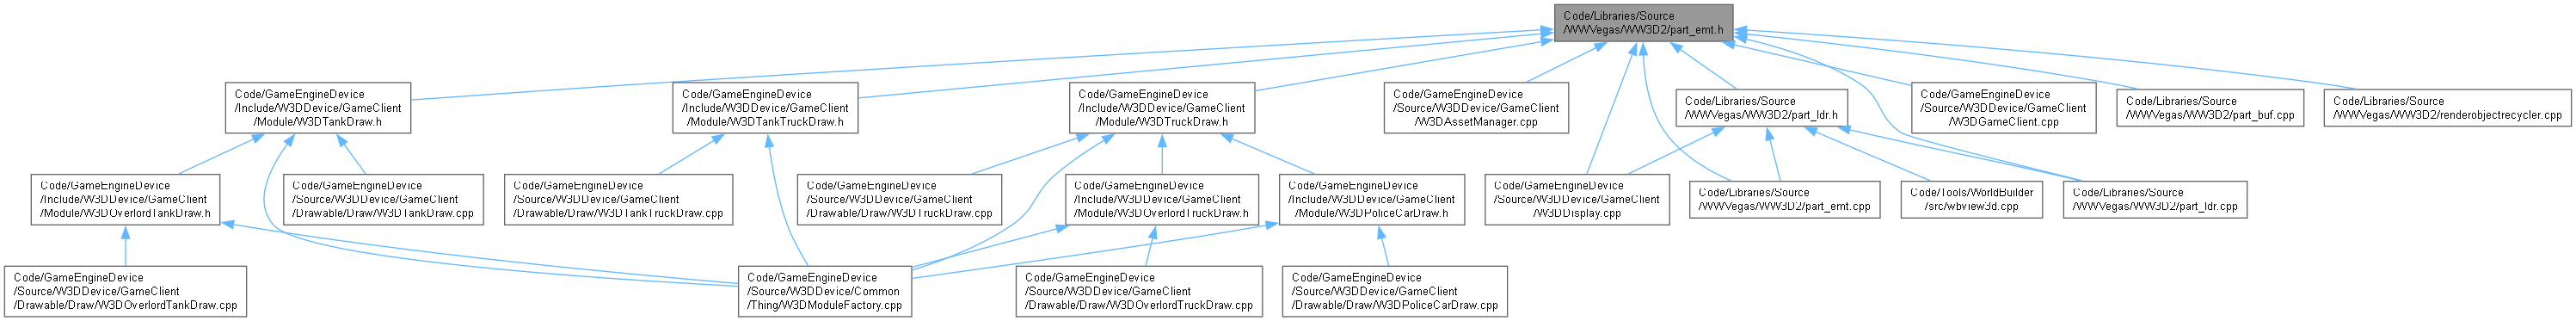 Code/Libraries/Source
/WWVegas/WW3D2/part_emt.h
Code/GameEngineDevice
/Include/W3DDevice/GameClient
/Module/W3DTankDraw.h
Code/GameEngineDevice
/Include/W3DDevice/GameClient
/Module/W3DTankTruckDraw.h
Code/GameEngineDevice
/Include/W3DDevice/GameClient
/Module/W3DTruckDraw.h
Code/GameEngineDevice
/Source/W3DDevice/GameClient
/W3DAssetManager.cpp
Code/Libraries/Source
/WWVegas/WW3D2/part_ldr.h
Code/GameEngineDevice
/Source/W3DDevice/GameClient
/W3DGameClient.cpp
Code/Libraries/Source
/WWVegas/WW3D2/part_buf.cpp
Code/Libraries/Source
/WWVegas/WW3D2/renderobjectrecycler.cpp
Code/GameEngineDevice
/Include/W3DDevice/GameClient
/Module/W3DOverlordTankDraw.h
Code/GameEngineDevice
/Source/W3DDevice/GameClient
/Drawable/Draw/W3DTankDraw.cpp
Code/GameEngineDevice
/Source/W3DDevice/GameClient
/Drawable/Draw/W3DTankTruckDraw.cpp
Code/GameEngineDevice
/Source/W3DDevice/GameClient
/Drawable/Draw/W3DTruckDraw.cpp
Code/GameEngineDevice
/Include/W3DDevice/GameClient
/Module/W3DOverlordTruckDraw.h
Code/GameEngineDevice
/Include/W3DDevice/GameClient
/Module/W3DPoliceCarDraw.h
Code/GameEngineDevice
/Source/W3DDevice/GameClient
/W3DDisplay.cpp
Code/Libraries/Source
/WWVegas/WW3D2/part_emt.cpp
Code/Tools/WorldBuilder
/src/wbview3d.cpp
Code/Libraries/Source
/WWVegas/WW3D2/part_ldr.cpp
Code/GameEngineDevice
/Source/W3DDevice/GameClient
/Drawable/Draw/W3DOverlordTankDraw.cpp
Code/GameEngineDevice
/Source/W3DDevice/Common
/Thing/W3DModuleFactory.cpp
Code/GameEngineDevice
/Source/W3DDevice/GameClient
/Drawable/Draw/W3DOverlordTruckDraw.cpp
Code/GameEngineDevice
/Source/W3DDevice/GameClient
/Drawable/Draw/W3DPoliceCarDraw.cpp